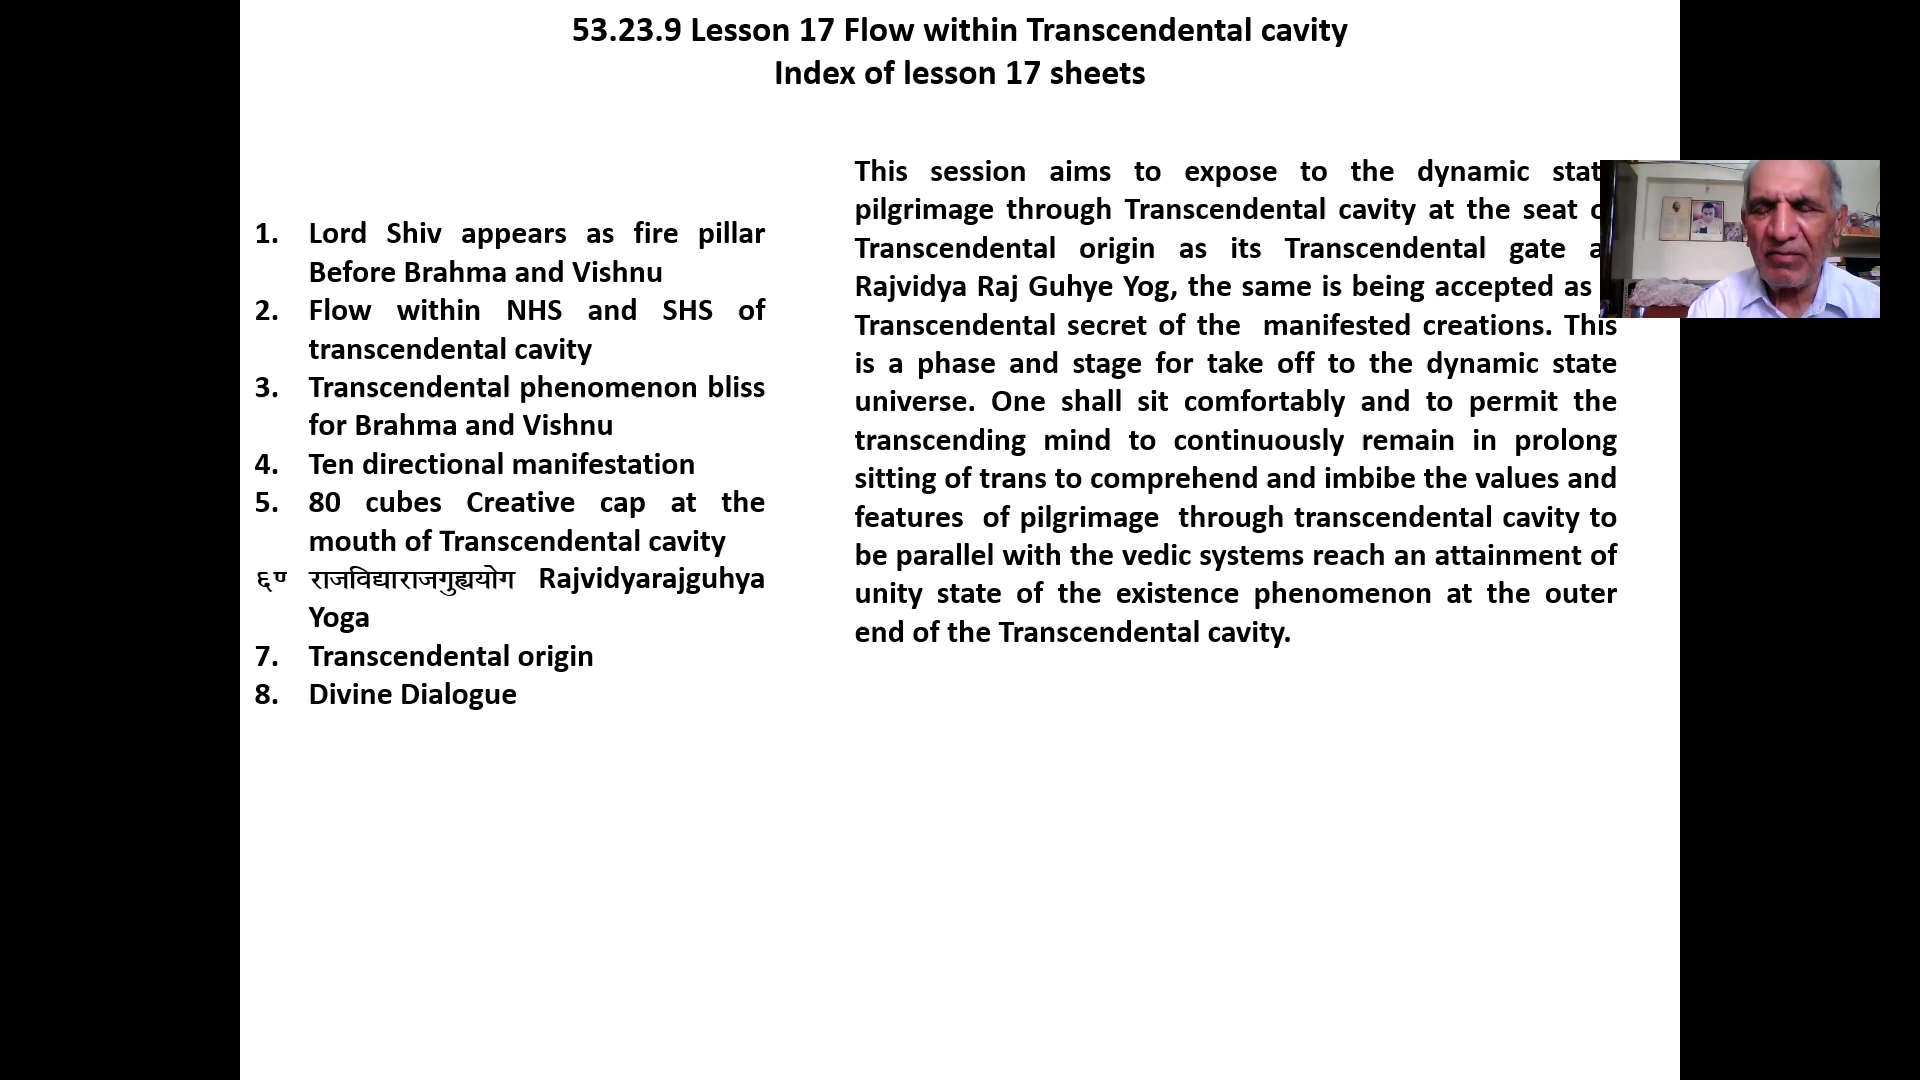 53.23.9 Lesson 17 Flow within Transcendental cavity
Index of lesson 17 sheets
1. Lord Shiv appears as fire pillar
Before Brahma and Vishnu
2. Flow within NHS and SHS of
transcendental cavity
3. Transcendental phenomenon bliss
for Brahma and Vishnu
4. Ten directional manifestation
5. 80 cubes Creative cap at the
mouth of Transcendental cavity
६ण् राजविद्याराजगुह्ययोग Rajvidyarajguhya
Yoga
7. Transcendental origin
8. Divine Dialogue
This session aims to expose to the dynamic stat
pilgrimage through Transcendental cavity at the seat
Transcendental origin as its Transcendental gate
Rajvidya Raj Guhye Yog, the same is being accepted as
Transcendental secret of the manifested creations. This
is a phase and stage for take off to the dynamic state
universe. One shall sit comfortably and to permit the
transcending mind to continuously remain in prolong
sitting of trans to comprehend and imbibe the values and
features of pilgrimage through transcendental cavity to
be parallel with the vedic systems reach an attainment of
unity state of the existence phenomenon at the outer
end of the Transcendental cavity.